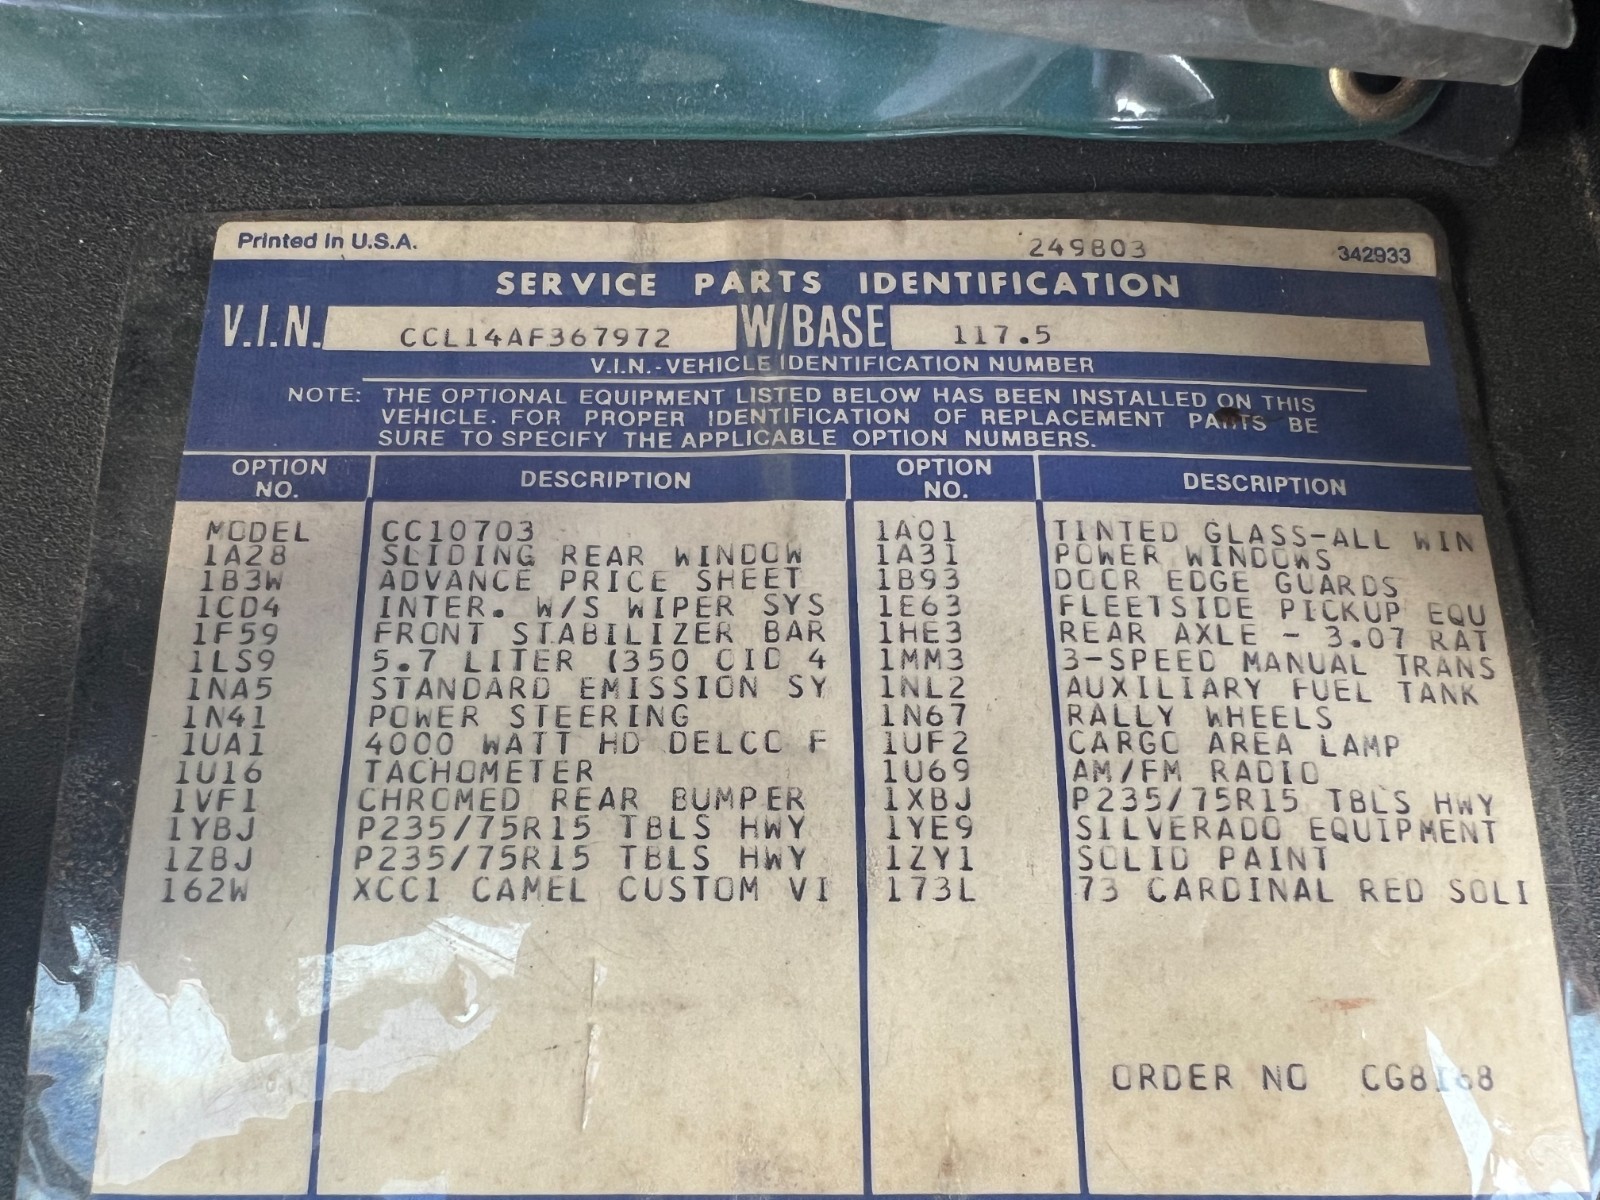 Printed in U.S.A. 249803 342933
SERVICE PARTS IDENTIFICATION
V.I.N. CCL14AF367972 W/BASE 117.5
V.I.N.-VEHICLE IDENTIFICATION NUMBER
NOTE: THE OPTIONAL EQUIPMENT LISTED BELOW HAS BEEN INSTALLED ON THIS
VEHICLE. FOR PROPER IDENTIFICATION OF REPLACEMENT PARTS BE
SURE TO SPECIFY THE APPLICABLE OPTION NUMBERS.
OPTION NO. DESCRIPTION OPTION NO. DESCRIPTION
MODEL CC10703 1A01 TINTED GLASS-ALL WIN
1A28 SLIDING REAR WINDOW 1A31 POWER WINDOWS
1B3W ADVANCE PRICE SHEET 1B93 DOOR EDGE GUARDS
1CD4 INTER. W/S WIPER SYS 1E63 FLEETSIDE PICKUP EQU
1F59 FRONT STABILIZER BAR 1HE3 REAR AXLE - 3.07 RAT
1LS9 5.7 LITER (350 CID 4 1MM3 3-SPEED MANUAL TRANS
1NA5 STANDARD EMISSION SY 1NL2 AUXILIARY FUEL TANK
1N41 POWER STEERING 1N67 RALLY WHEELS
1UA1 4000 WATT HD DELCO F 1UF2 CARGO AREA LAMP
1U16 TACHOMETER 1U69 AM/FM RADIO
1VF1 CHROMED REAR BUMPER 1XBJ P235/75R15 TBLS HWY
1YBJ P235/75R15 TBLS HWY 1YE9 SILVERADO EQUIPMENT
1ZBJ P235/75R15 TBLS HWY 1ZY1 SOLID PAINT
162W XCC1 CAMEL CUSTOM VI 173L 73 CARDINAL RED SOLI
ORDER NO CG8168